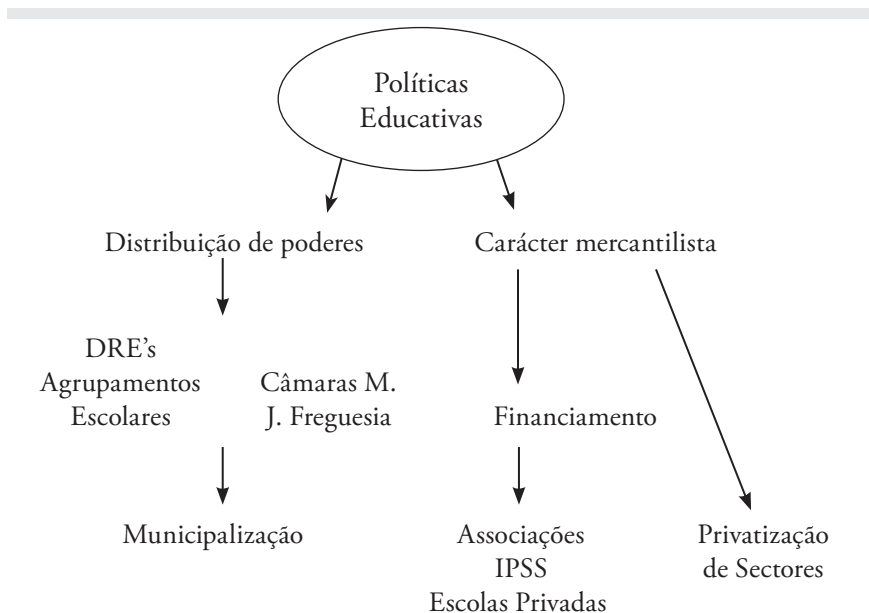 Políticas
Educativas
Distribuição de poderes
Carácter mercantilista
DRE’s
Agrupamentos
Escolares
Câmaras M.
J. Freguesia
Financiamento
Municipalização
Associações
IPSS
Escolas Privadas
Privatização
de Sectores